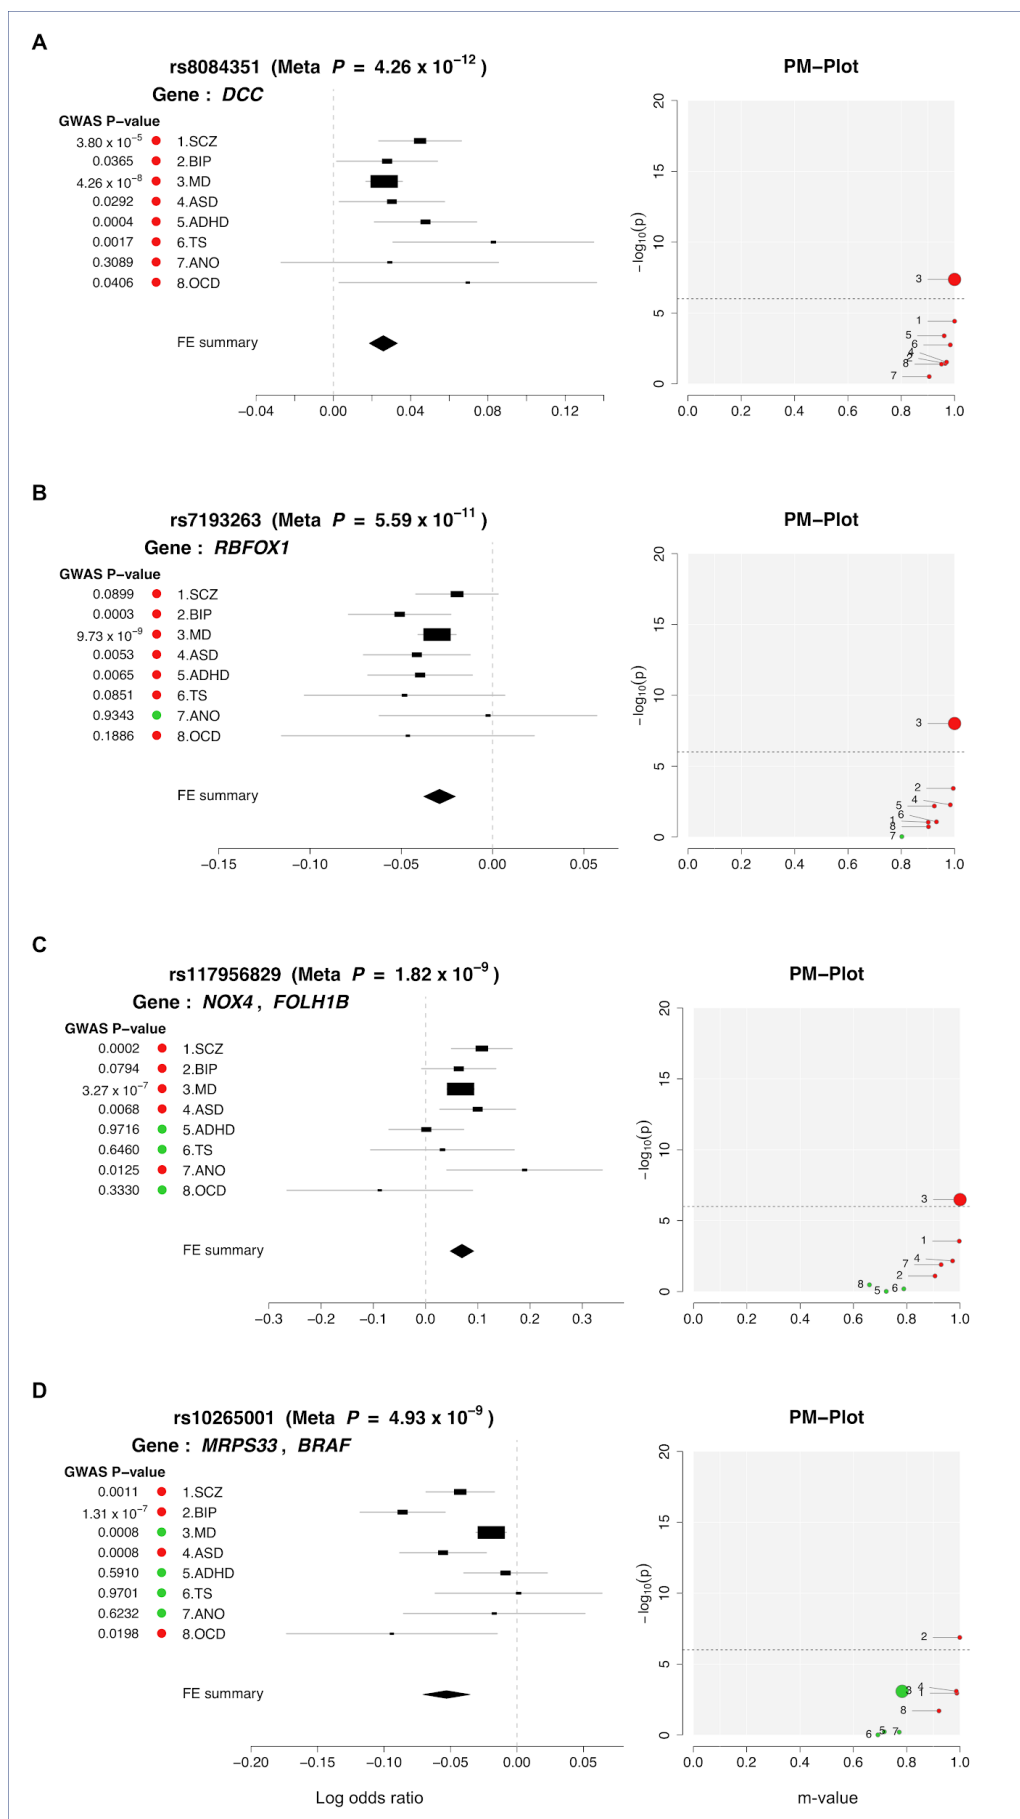 A
rs8084351 (Meta P = 4.26 x 10−12)
PM−Plot
Gene : DCC
GWAS P−value
3.80 x 10−5 1.SCZ
0.0365 2.BIP
4.26 x 10−8 3.MD
0.0292 4.ASD
0.0004 5.ADHD
0.0017 6.TS
0.3089 7.ANO
0.0406 8.OCD
FE summary
−0.04 0.00 0.04 0.08 0.12
−log10(p)
20
15
10
5
0
3
1
5
6
4
8
7
0.0 0.2 0.4 0.6 0.8 1.0
B
rs7193263 (Meta P = 5.59 x 10−11)
PM−Plot
Gene : RBFOX1
GWAS P−value
0.0899 1.SCZ
0.0003 2.BIP
9.73 x 10−9 3.MD
0.0053 4.ASD
0.0065 5.ADHD
0.0851 6.TS
0.9343 7.ANO
0.1886 8.OCD
FE summary
−0.15 −0.10 −0.05 0.00 0.05
−log10(p)
20
15
10
5
0
3
2
4
5
6
1
8
7
0.0 0.2 0.4 0.6 0.8 1.0
C
rs117956829 (Meta P = 1.82 x 10−9)
PM−Plot
Gene : NOX4 , FOLH1B
GWAS P−value
0.0002 1.SCZ
0.0794 2.BIP
3.27 x 10−7 3.MD
0.0068 4.ASD
0.9716 5.ADHD
0.6460 6.TS
0.0125 7.ANO
0.3330 8.OCD
FE summary
−0.3 −0.2 −0.1 0.0 0.1 0.2 0.3
−log10(p)
20
15
10
5
0
3
1
4
7
2
8
5
6
0.0 0.2 0.4 0.6 0.8 1.0
D
rs10265001 (Meta P = 4.93 x 10−9)
PM−Plot
Gene : MRPS33 , BRAF
GWAS P−value
0.0011 1.SCZ
1.31 x 10−7 2.BIP
0.0008 3.MD
0.0008 4.ASD
0.5910 5.ADHD
0.9701 6.TS
0.6232 7.ANO
0.0198 8.OCD
FE summary
−0.20 −0.15 −0.10 −0.05 0.00
Log odds ratio
−log10(p)
20
15
10
5
0
2
3
4
1
8
6
5
7
0.0 0.2 0.4 0.6 0.8 1.0
m-value